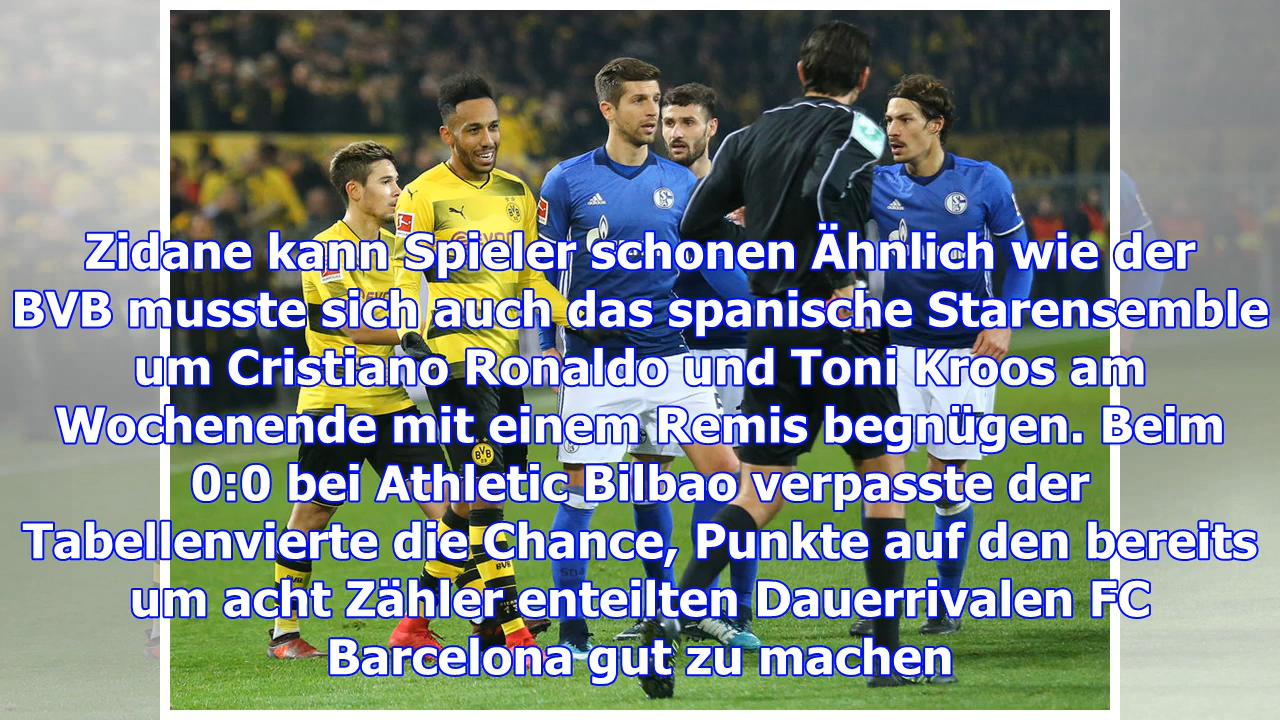 Zidane kann Spieler schonen Ähnlich wie der
BVB musste sich auch das spanische Starensemble
um Cristiano Ronaldo und Toni Kroos am
Wochenende mit einem Remis begnügen. Beim
0:0 bei Athletic Bilbao verpasste der
Tabellenvierte die Chance, Punkte auf den bereits
um acht Zähler enteilten Dauerrivalen FC
Barcelona gut zu machen